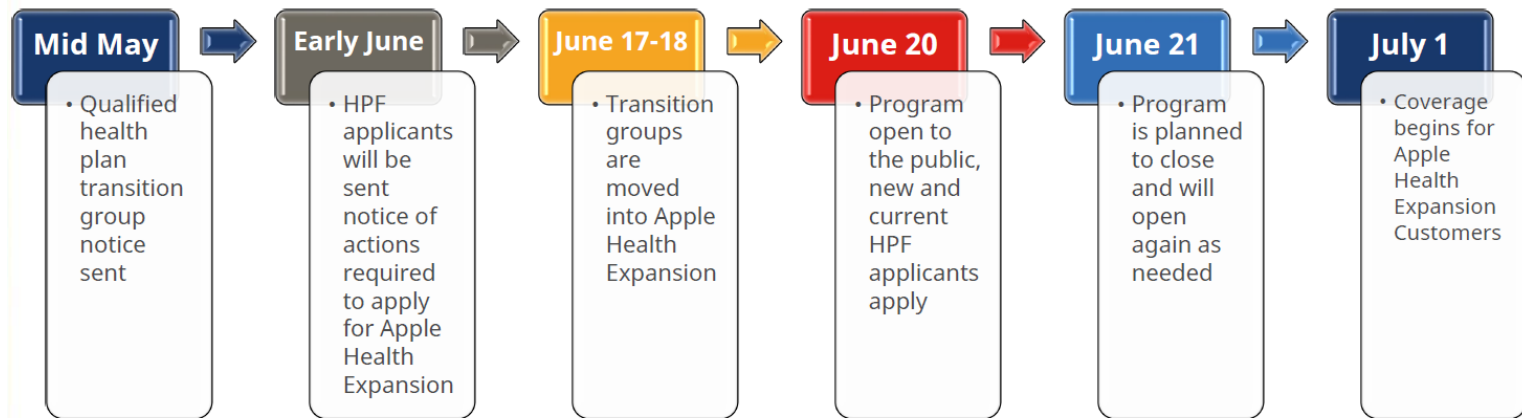 Mid May
• Qualified
health
plan
transition
group
notice
sent
Early June
• HPF
applicants
will be
sent
notice of
actions
required
to apply
for Apple
Health
Expansion
June 17-18
• Transition
groups
are
moved
into Apple
Health
Expansion
June 20
• Program
open to
the public,
new and
current
HPF
applicants
apply
June 21
• Program
is planned
to close
and will
open
again as
needed
July 1
• Coverage
begins for
Apple
Health
Expansion
Customers